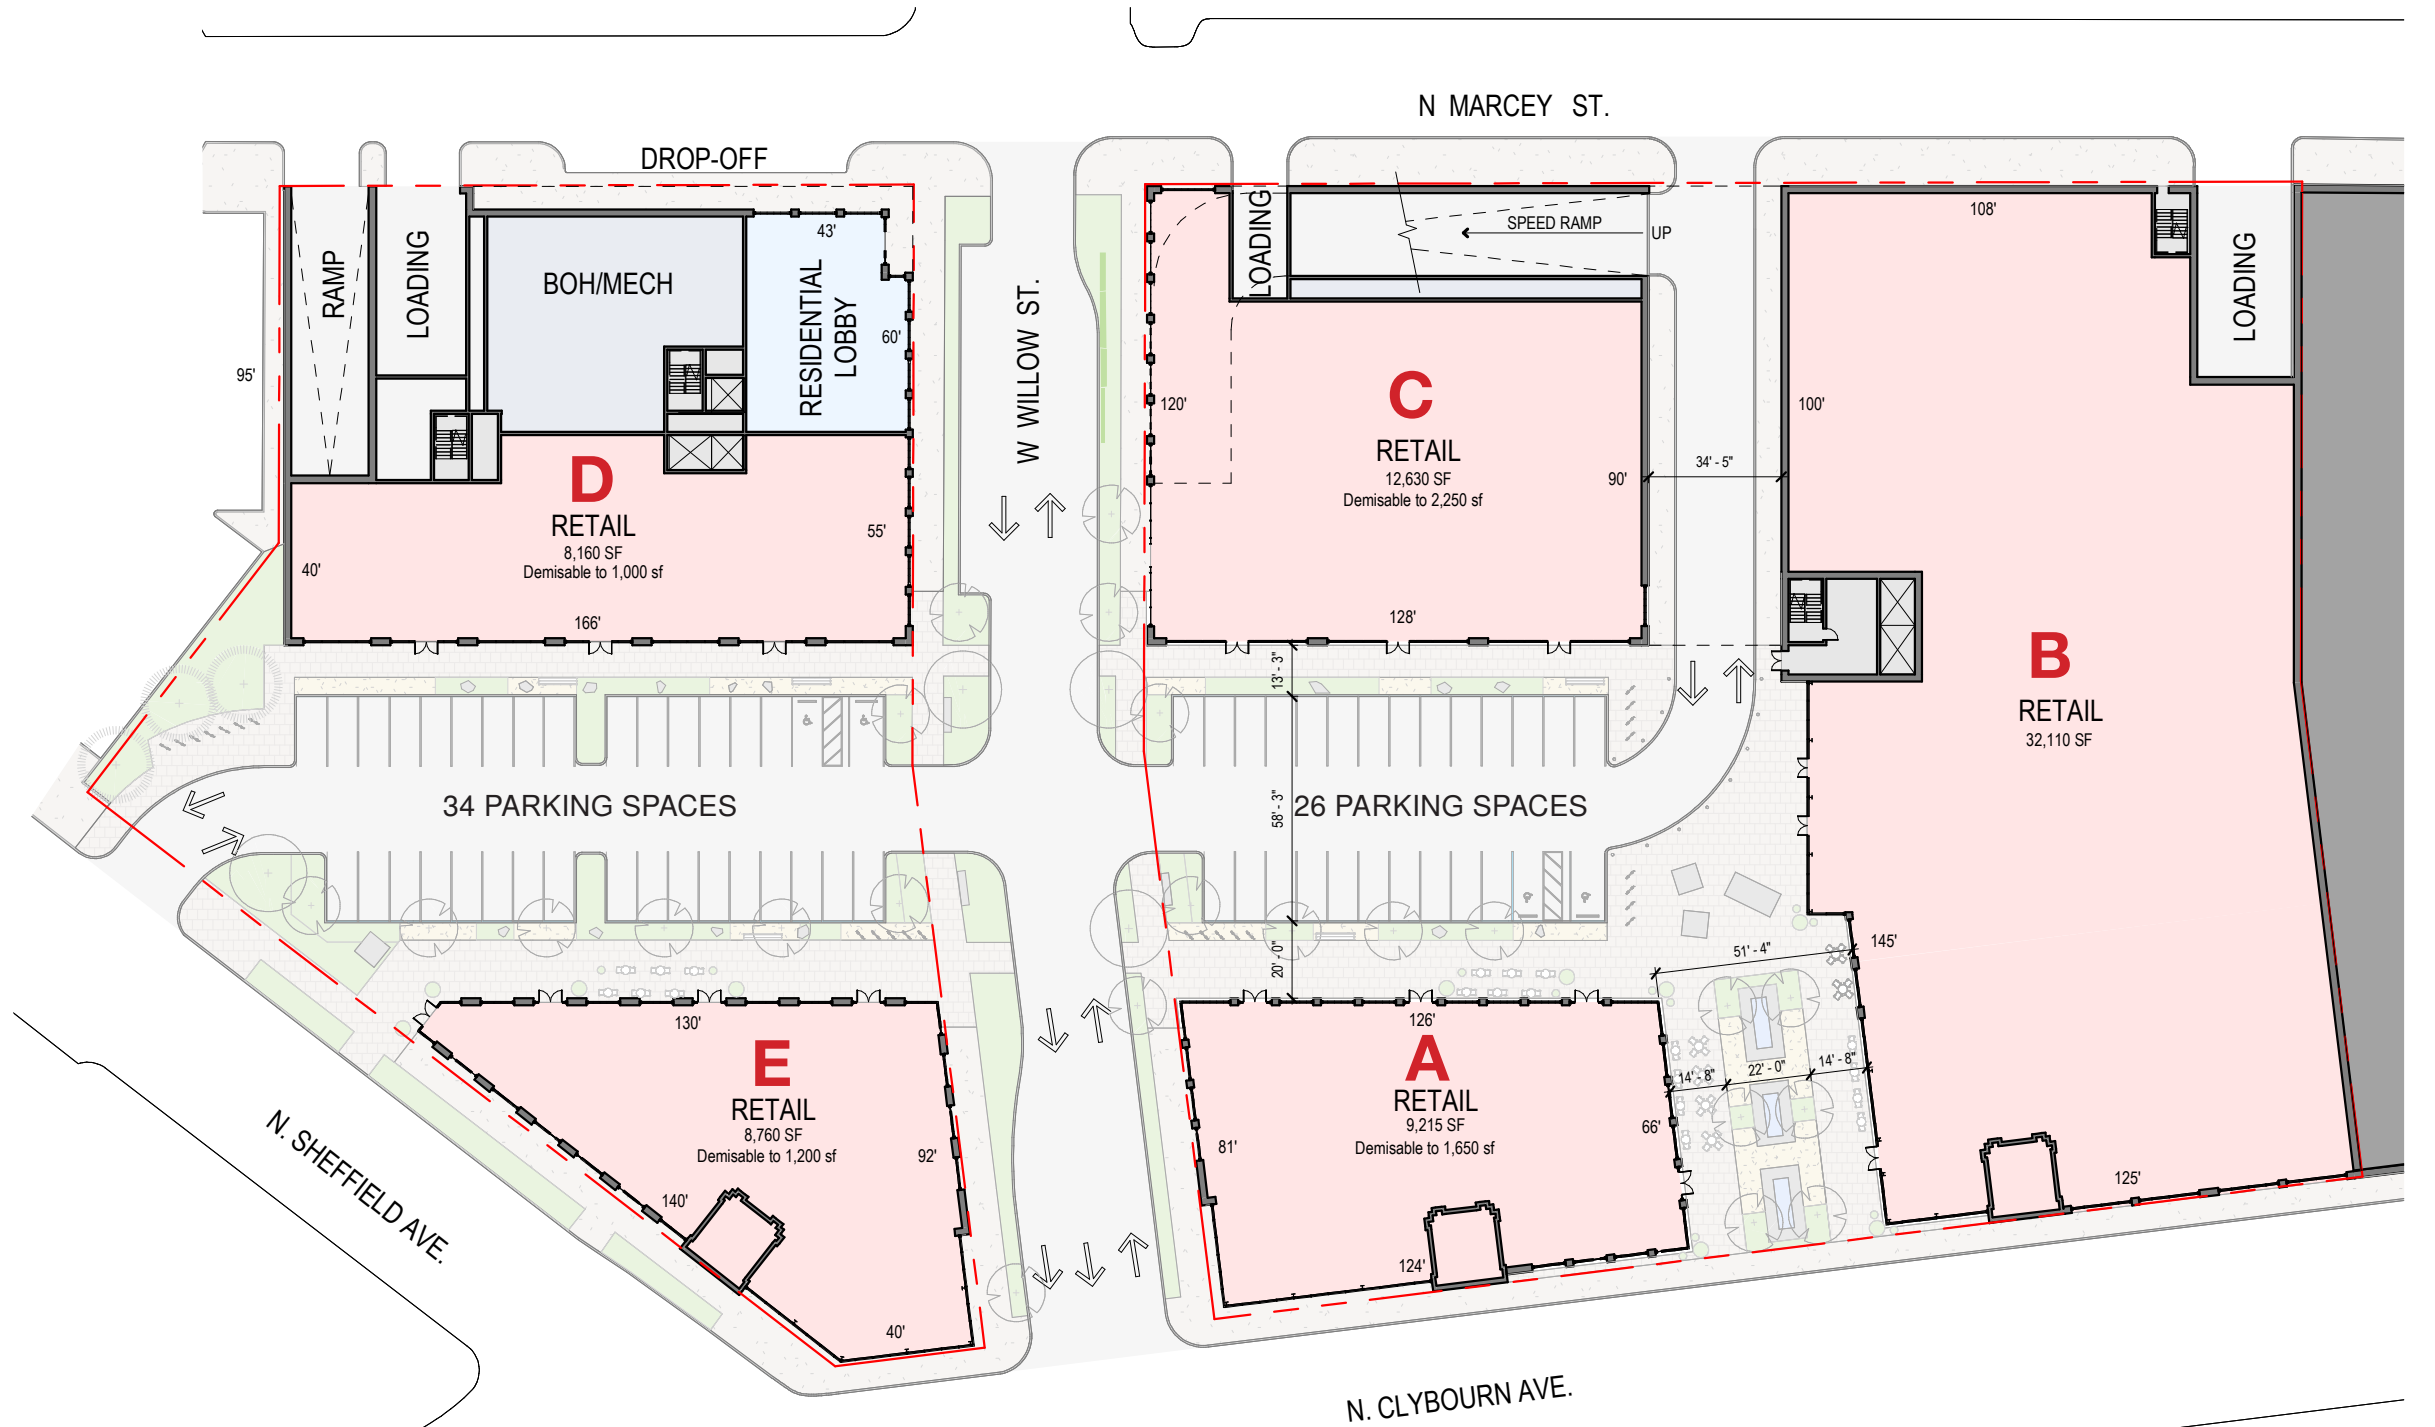 N MARCEY ST.
DROP-OFF
RAMP
LOADING
BOH/MECH
43'
RESIDENTIAL
LOBBY
60'
95'
W WILLOW ST.
LOADING
SPEED RAMP
UP
108'
LOADING
D
RETAIL
8,160 SF
Demisable to 1,000 sf
40'
55'
166'
120'
C
RETAIL
12,630 SF
Demisable to 2,250 sf
90'
128'
34' - 5"
100'
B
RETAIL
32,110 SF
13' - 3"
34 PARKING SPACES
58' - 3"
26 PARKING SPACES
20' - 0"
51' - 4"
145'
130'
E
RETAIL
8,760 SF
Demisable to 1,200 sf
92'
140'
40'
126'
A
RETAIL
9,215 SF
Demisable to 1,650 sf
81'
66'
124'
14' - 8"
22' - 0"
14' - 8"
125'
N. SHEFFIELD AVE.
N. CLYBOURN AVE.